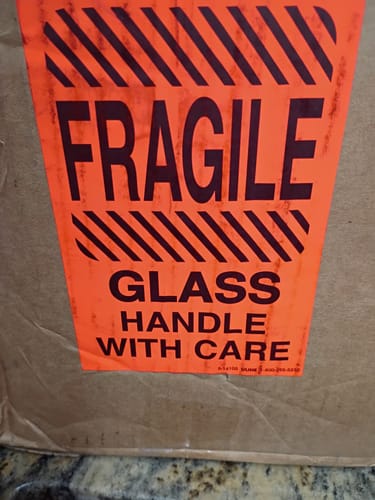 FRAGILE
GLASS
HANDLE
WITH CARE